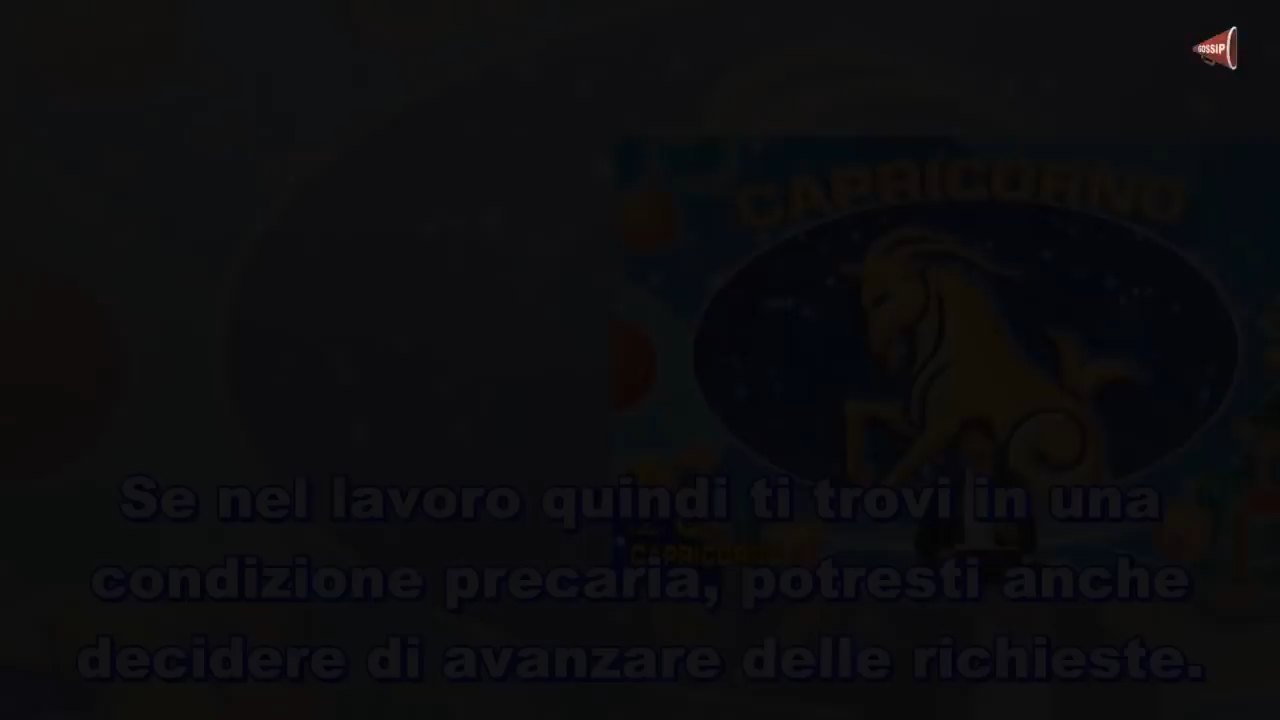 GOSSIP
CAPRICORNO
CAPRICORNO
Se nel lavoro quindi ti trovi in una
condizione precaria, potresti anche
decidere di avanzare delle richieste.